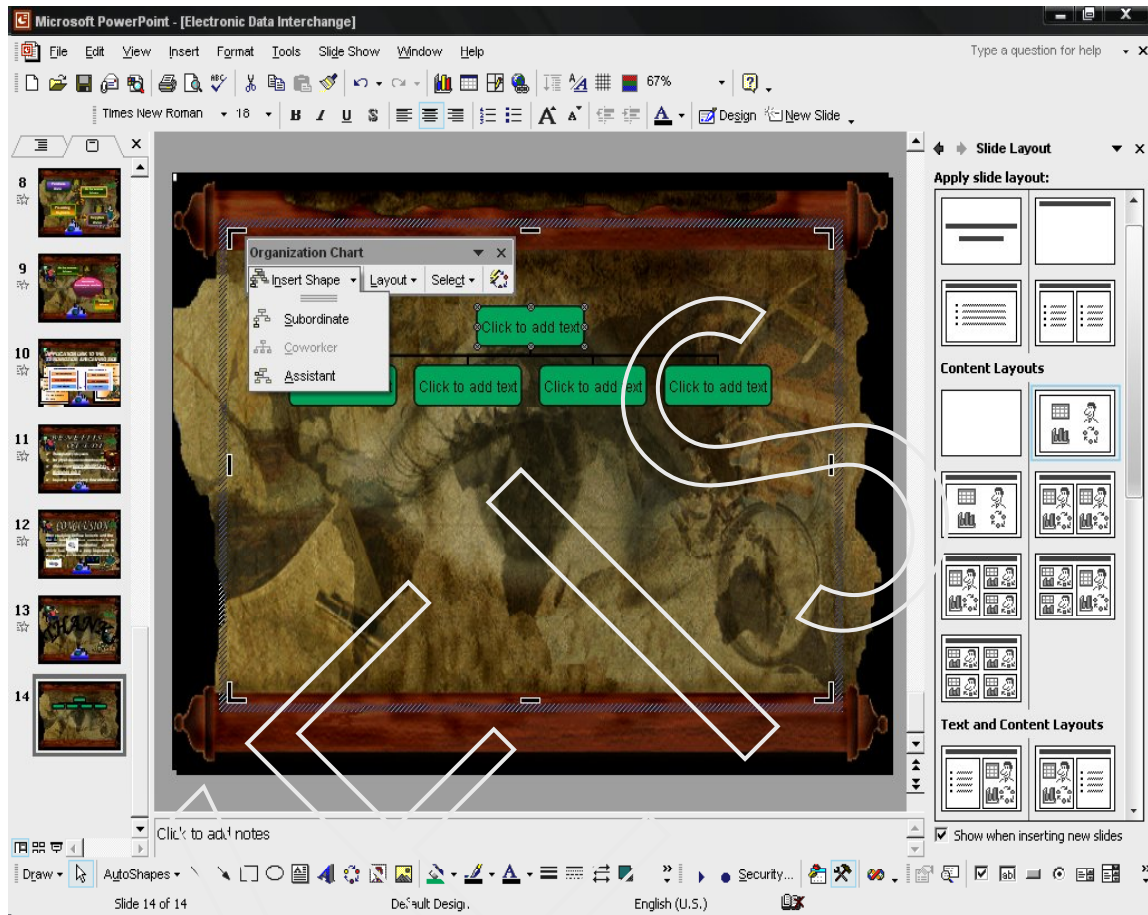 Microsoft PowerPoint - [Electronic Data Interchange]
File Edit View Insert Format Tools Slide Show Window Help
Type a question for help
67%
Times New Roman 18 B I U S A A A Design New Slide
Slide Layout
Apply slide layout:
8
9
10
11
12
13
14
Organization Chart
Insert Shape Layout Select
Subordinate
Coworker
Assistant
Click to add text
Click to add text Click to add text Click to add text
Content Layouts
Text and Content Layouts
Click to add notes
Show when inserting new slides
Draw AutoShapes Security...
Slide 14 of 14 Default Design English (U.S.)